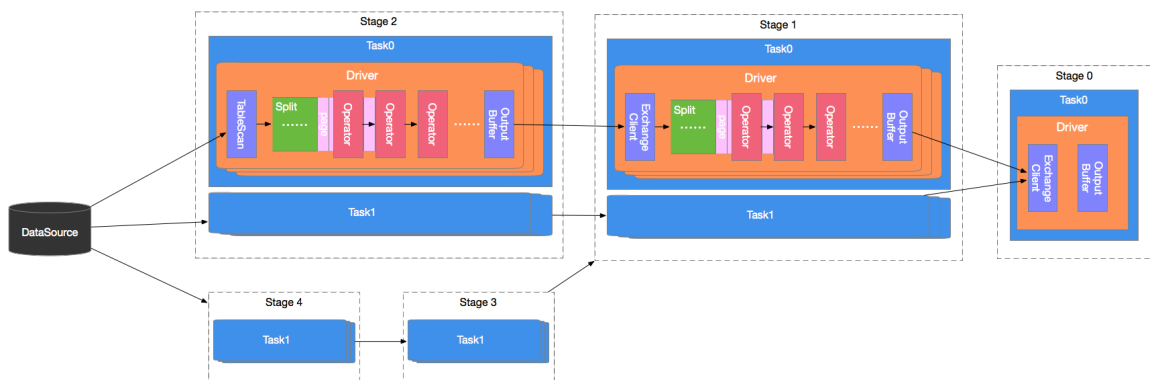 Stage 2
Task0
Driver
TableScan
Split
······
paige
Operator
Operator
Operator
······
Output
Buffer
Task1
Stage 1
Task0
Driver
Exchange
Client
Split
······
paige
Operator
Operator
Operator
······
Output
Buffer
Task1
Stage 0
Task0
Driver
Exchange
Client
Output
Buffer
DataSource
Stage 4
Task1
Stage 3
Task1